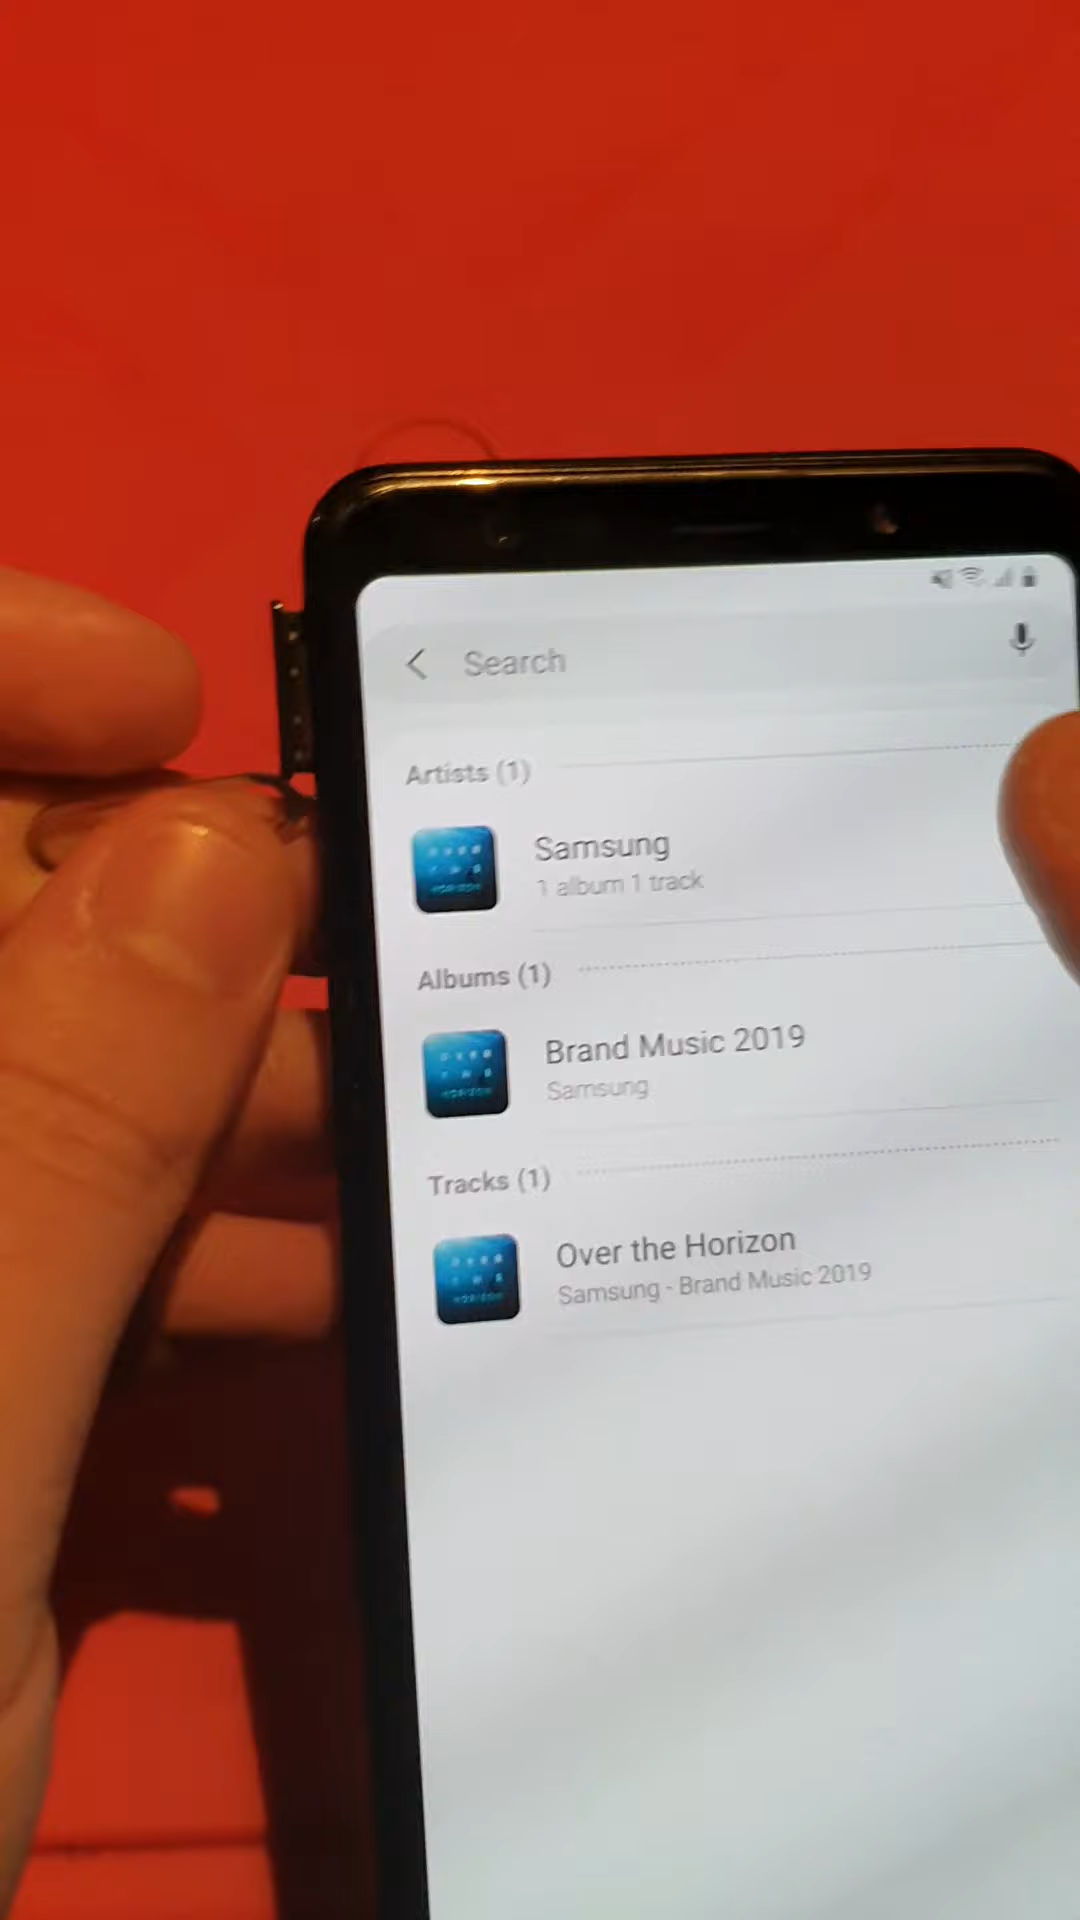 Search
Artists (1)
Samsung
1 album 1 track
Albums (1)
Brand Music 2019
Samsung
Tracks (1)
Over the Horizon
Samsung - Brand Music 2019